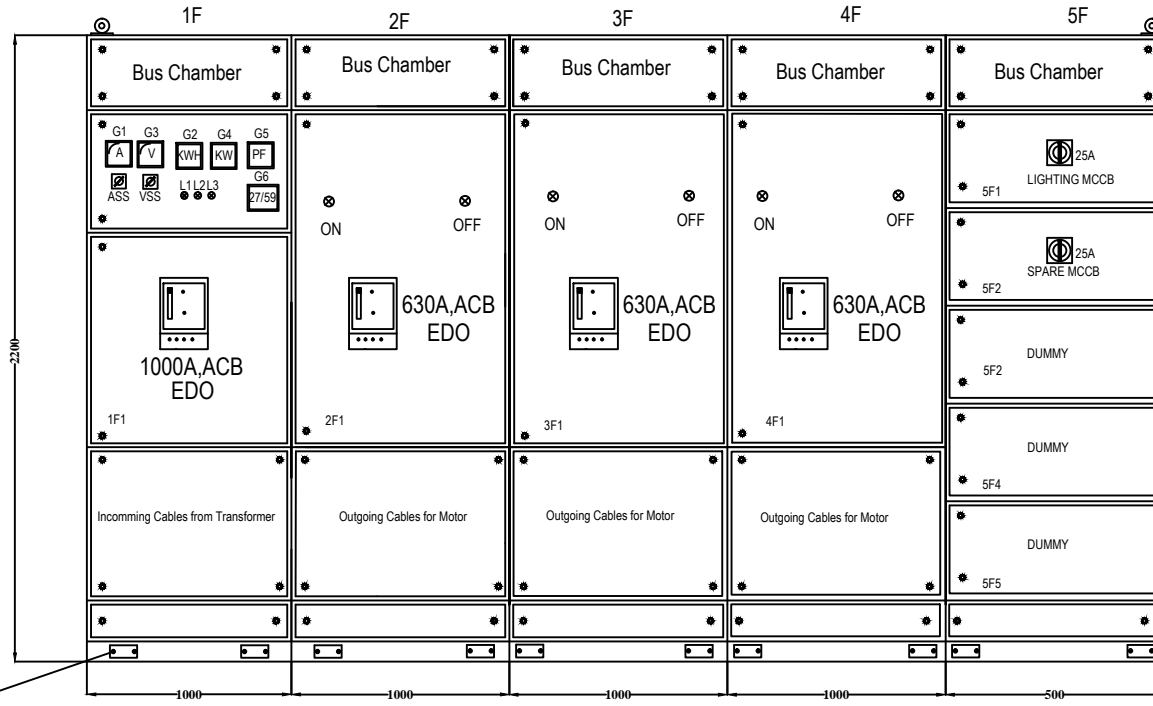 1F
2F
3F
4F
5F
Bus Chamber
Bus Chamber
Bus Chamber
Bus Chamber
Bus Chamber
G1
G3
G2
G4
G5
A
V
KWH
KW
PF
G6
27/59
ASS
VSS
L1
L2
L3
1000A,ACB
EDO
1F1
Incomming Cables from Transformer
ON
OFF
630A,ACB
EDO
2F1
Outgoing Cables for Motor
ON
OFF
630A,ACB
EDO
3F1
Outgoing Cables for Motor
ON
OFF
630A,ACB
EDO
4F1
Outgoing Cables for Motor
25A
LIGHTING MCCB
5F1
25A
SPARE MCCB
5F2
DUMMY
5F2
DUMMY
5F4
DUMMY
5F5
2200
1000
1000
1000
1000
500